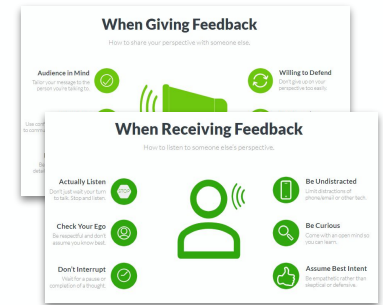 When Giving Feedback
How to share your perspective with someone else.
Audience in Mind
Tailor your message to the
person you're talking to.
Willing to Defend
Don't give up on your
perspective too easily.
When Receiving Feedback
How to listen to someone else's perspective.
Actually Listen
Don't just wait your turn
to talk. Stop and listen.
STOP
Check Your Ego
Be respectful and don't
assume you know best.
Don't Interrupt
Wait for a pause or
completion of a thought.
Be Undistracted
Limit distractions of
phone/email or other tech.
Be Curious
Come with an open mind so
you can learn.
Assume Best Intent
Be empathetic rather than
skeptical or defensive.